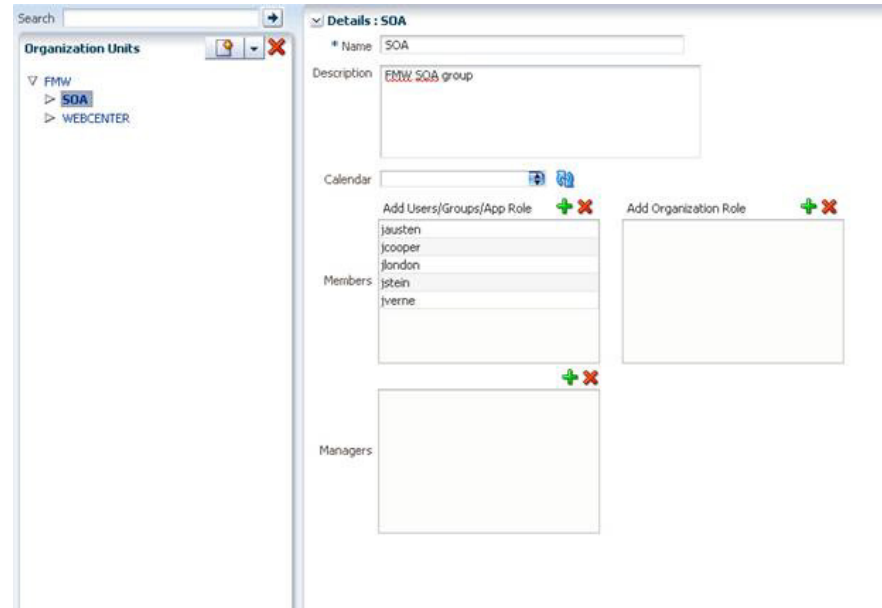 Search
Organization Units
FMW
SOA
WEBCENTER
Details : SOA
* Name SOA
Description FMW SOA group
Calendar
Add Users/Groups/App Role
Add Organization Role
Members
jausten
jcooper
jlondon
jstein
jverne
Managers